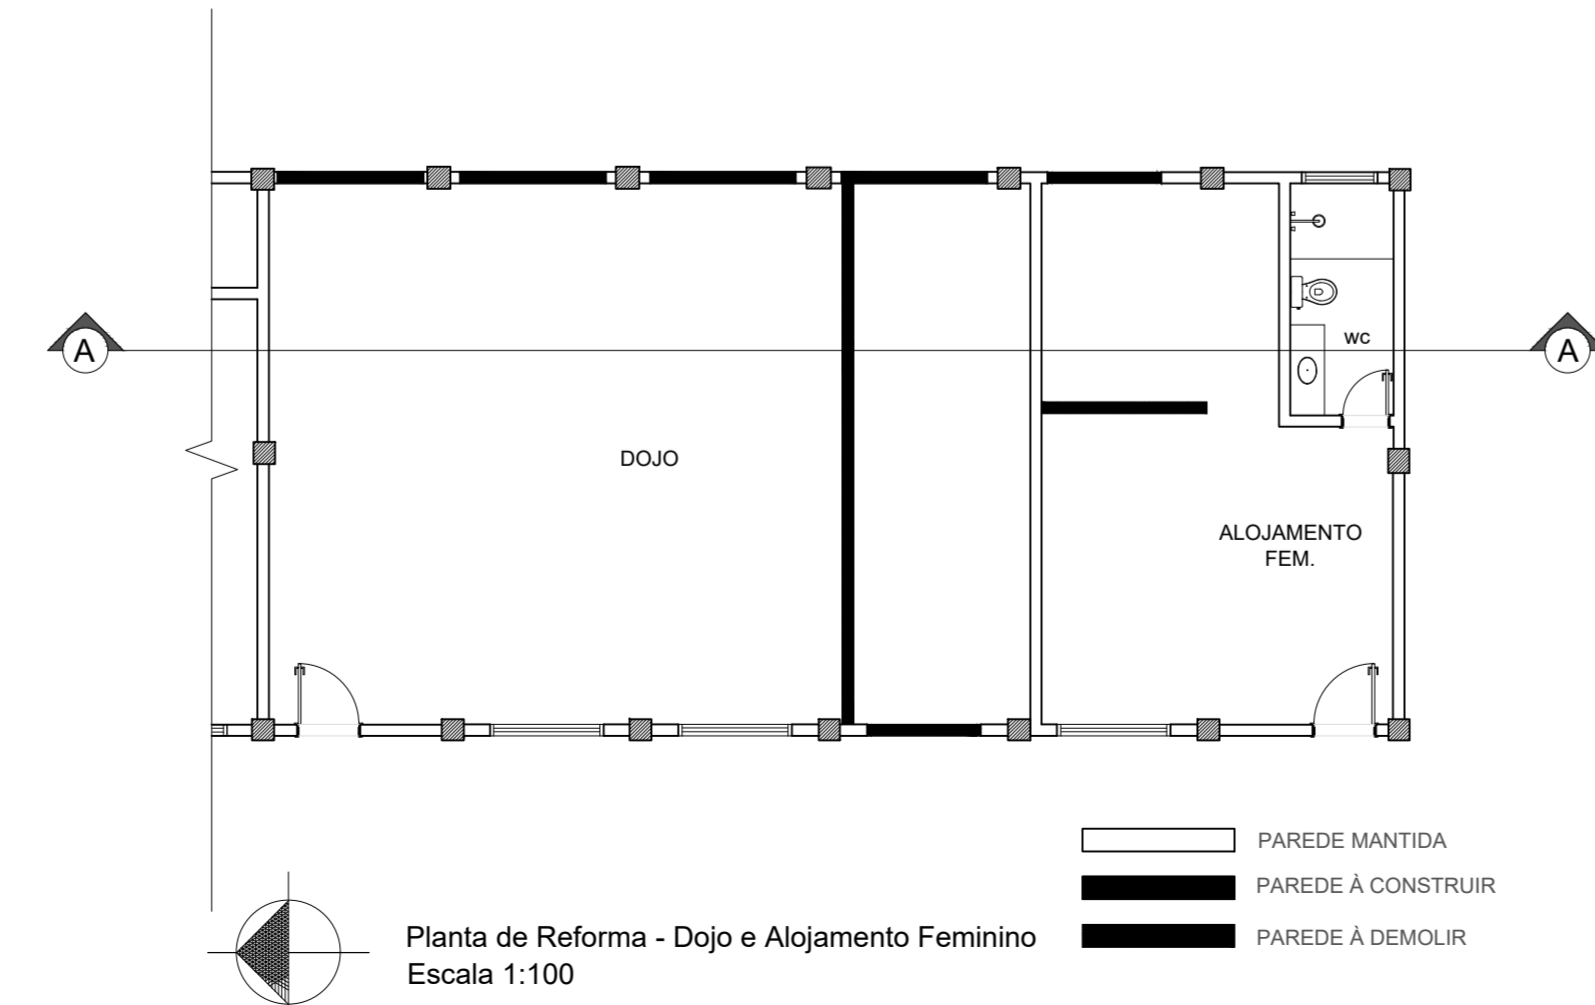 A
A
WC
DOJO
ALOJAMENTO
FEM.
PAREDE MANTIDA
PAREDE À CONSTRUIR
PAREDE À DEMOLIR
Planta de Reforma - Dojo e Alojamento Feminino
Escala 1:100